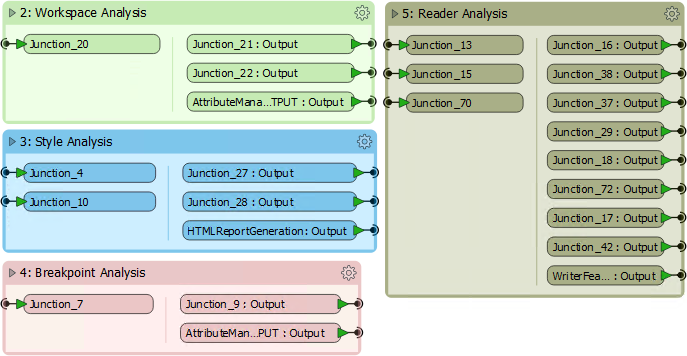 2: Workspace Analysis
Junction_20
Junction_21 : Output
Junction_22 : Output
AttributeMana...TPUT : Output
3: Style Analysis
Junction_4
Junction_10
Junction_27 : Output
Junction_28 : Output
HTMLReportGeneration: Output
4: Breakpoint Analysis
Junction_7
Junction_9 : Output
AttributeMan...PUT : Output
5: Reader Analysis
Junction_13
Junction_15
Junction_70
Junction_16 : Output
Junction_38 : Output
Junction_37 : Output
Junction_29 : Output
Junction_18 : Output
Junction_72 : Output
Junction_17 : Output
Junction_42 : Output
WriterFea... : Output